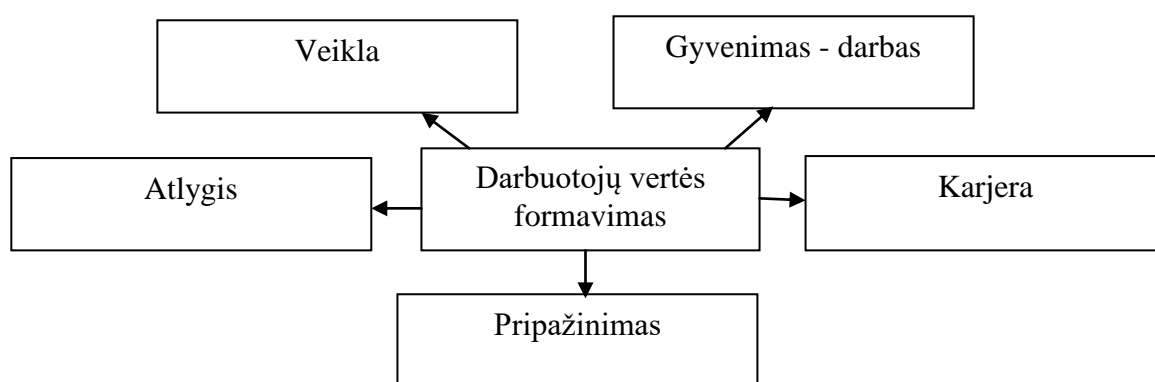 Veikla
Gyvenimas - darbas
Atlygis
Darbuotojų vertės
formavimas
Karjera
Pripažinimas